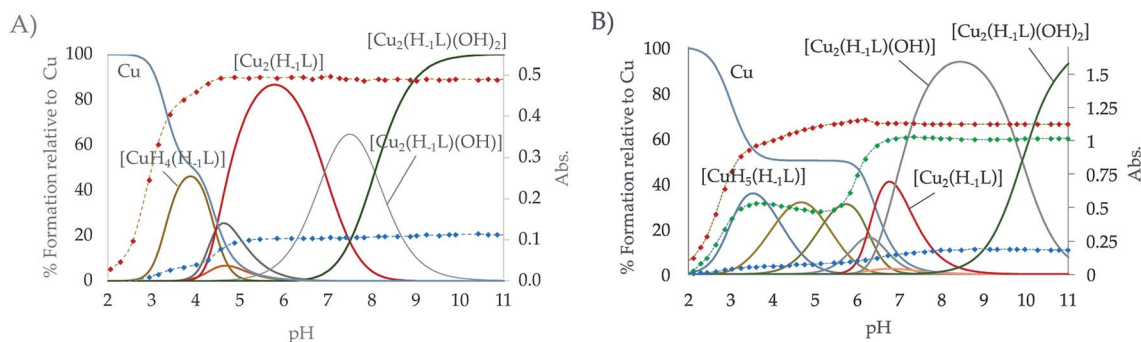 A)
% Formation relative to Cu
100
80
60
40
20
0
Cu
[Cu₂(H₋₁L)]
[Cu₂(H₋₁L)(OH)₂]
[CuH₄(H₋₁L)]
[Cu₂(H₋₁L)(OH)]
0.5
0.4
0.3
0.2
0.1
0.0
Abs.
2 3 4 5 6 7 8 9 10 11
pH
B)
% Formation relative to Cu
100
80
60
40
20
0
Cu
[Cu₂(H₋₁L)(OH)]
[Cu₂(H₋₁L)(OH)₂]
[CuH₅(H₋₁L)]
[Cu₂(H₋₁L)]
1.5
1.25
1
0.75
0.5
0.25
0
Abs.
2 3 4 5 6 7 8 9 10 11
pH